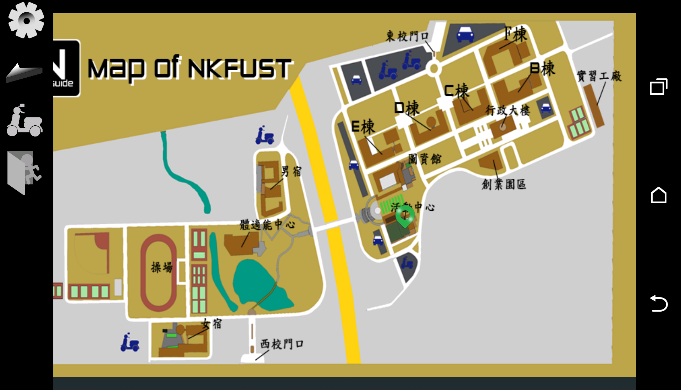 N
uide
Map of NKFUST
東校門口
F棟
B棟
實習工廠
C棟
D棟
行政大樓
E棟
圖資館
創業園區
男宿
活動中心
體適能中心
操場
女宿
西校門口